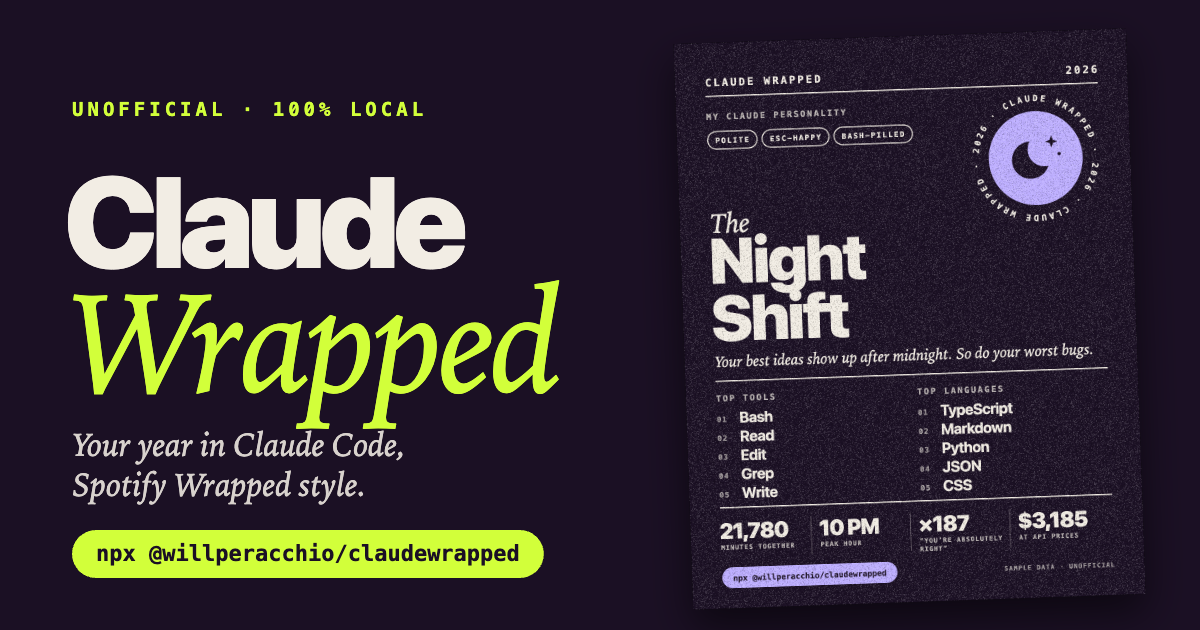 UNOFFICIAL · 100% LOCAL
Claude
Wrapped
Your year in Claude Code,
Spotify Wrapped style.
npx @willperacchio/claudewrapped
CLAUDE WRAPPED
2026
MY CLAUDE PERSONALITY
POLITE
ESC-HAPPY
BASH-PILLED
CLAUDE WRAPPED · 2026 · CLAUDE WRAPPED · 2026 ·
The
Night
Shift
Your best ideas show up after midnight. So do your worst bugs.
TOP TOOLS
01 Bash
02 Read
03 Edit
04 Grep
05 Write
TOP LANGUAGES
01 TypeScript
02 Markdown
03 Python
04 JSON
05 CSS
21,780
MINUTES TOGETHER
10 PM
PEAK HOUR
×187
"YOU'RE ABSOLUTELY
RIGHT"
$3,185
AT API PRICES
npx @willperacchio/claudewrapped
SAMPLE DATA · UNOFFICIAL